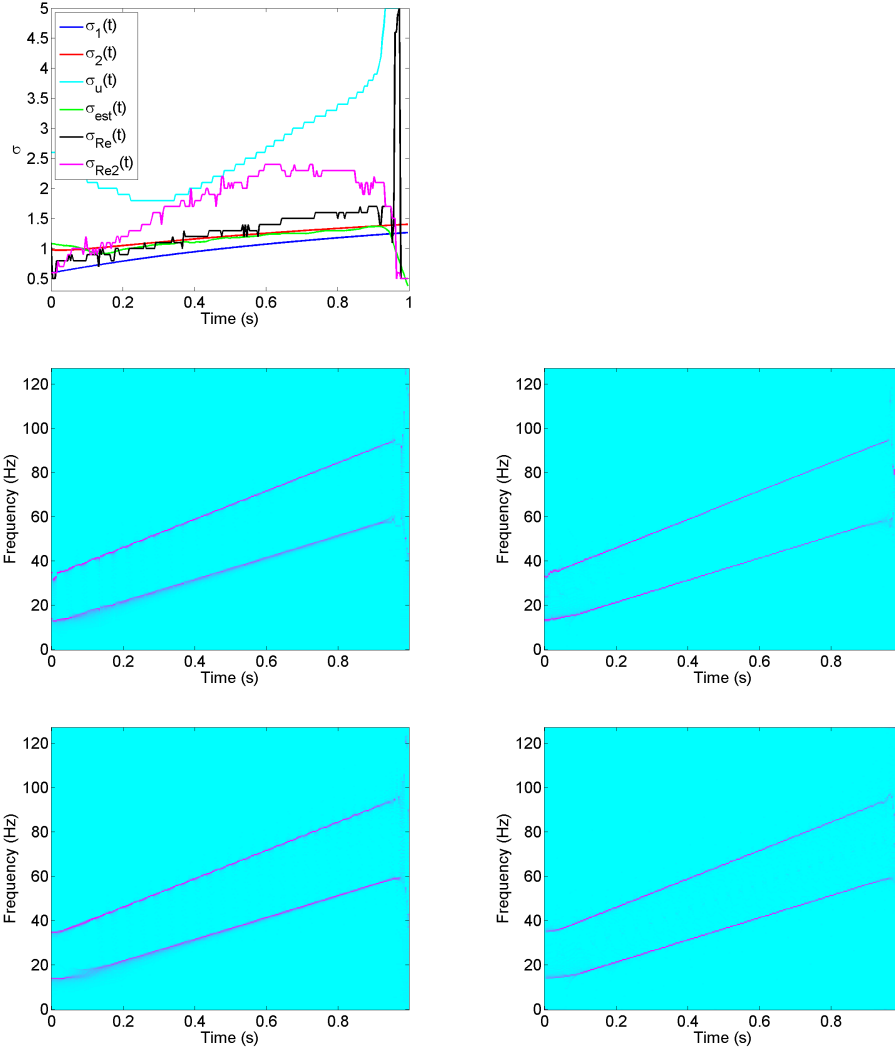 5
4.5
4
3.5
3
2.5
2
1.5
1
0.5
σ
σ1(t)
σ2(t)
σu(t)
σest(t)
σRe(t)
σRe2(t)
0 0.2 0.4 0.6 0.8 1
Time (s)
120
100
80
60
40
20
0
Frequency (Hz)
0 0.2 0.4 0.6 0.8
Time (s)
120
100
80
60
40
20
0
Frequency (Hz)
0 0.2 0.4 0.6 0.8
Time (s)
120
100
80
60
40
20
0
Frequency (Hz)
0 0.2 0.4 0.6 0.8
Time (s)
120
100
80
60
40
20
0
Frequency (Hz)
0 0.2 0.4 0.6 0.8
Time (s)